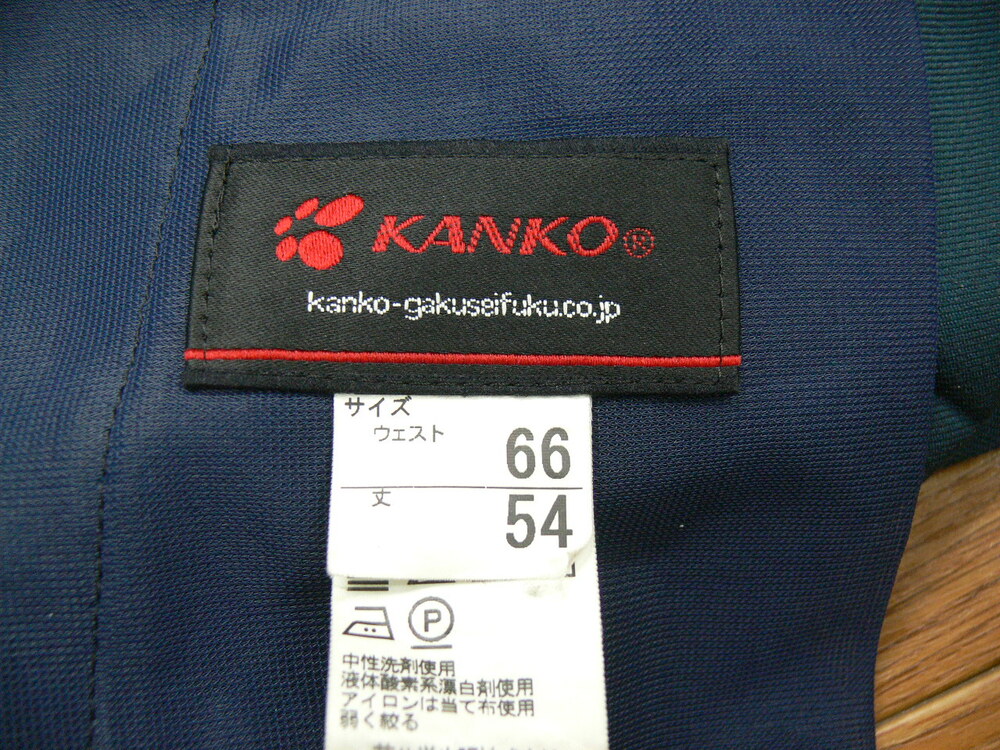 KANKO®
kanko-gakuseifuku.co.jp
サイズ
ウェスト 66
丈 54
P
中性洗剤使用
液体酸素系漂白剤使用
アイロンは当て布使用
弱く絞る